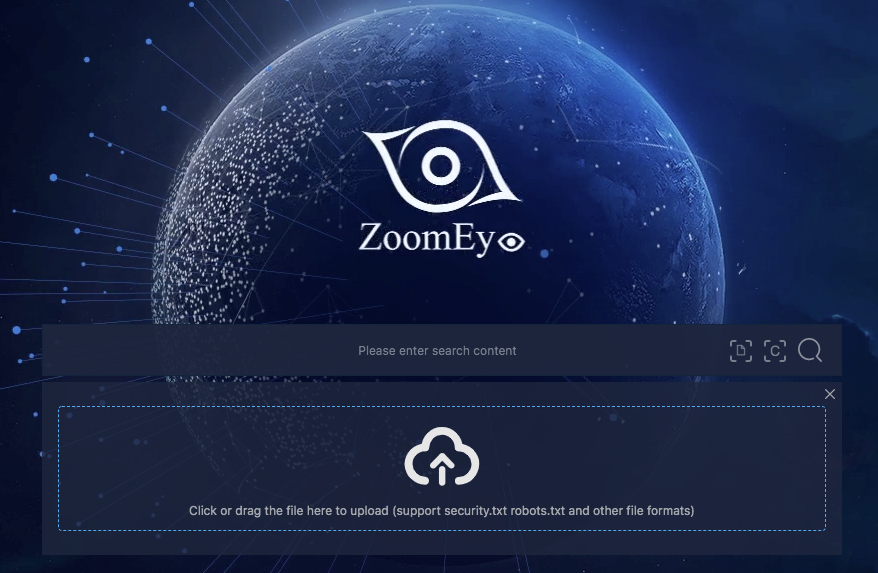 ZoomEye
Please enter search content
Click or drag the file here to upload (support security.txt robots.txt and other file formats)